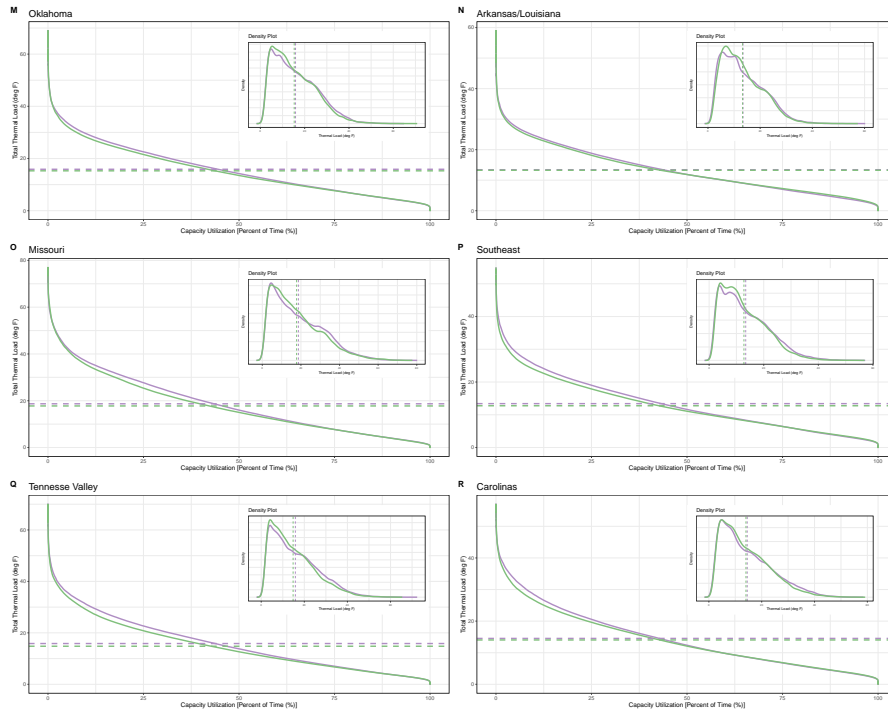 M Oklahoma
Density Plot
Density
Thermal Load (deg F)
Total Thermal Load (deg F)
60
40
20
0
0 25 50 75 100
Capacity Utilization [Percent of Time (%)]
N Arkansas/Louisiana
Density Plot
Density
Thermal Load (deg F)
Total Thermal Load (deg F)
60
40
20
0
0 25 50 75 100
Capacity Utilization [Percent of Time (%)]
O Missouri
Density Plot
Density
Thermal Load (deg F)
Total Thermal Load (deg F)
80
60
40
20
0
0 25 50 75 100
Capacity Utilization [Percent of Time (%)]
P Southeast
Density Plot
Density
Thermal Load (deg F)
Total Thermal Load (deg F)
40
20
0
0 25 50 75 100
Capacity Utilization [Percent of Time (%)]
Q Tennesse Valley
Density Plot
Density
Thermal Load (deg F)
Total Thermal Load (deg F)
60
40
20
0
0 25 50 75 100
Capacity Utilization [Percent of Time (%)]
R Carolinas
Density Plot
Density
Thermal Load (deg F)
Total Thermal Load (deg F)
40
20
0
0 25 50 75 100
Capacity Utilization [Percent of Time (%)]